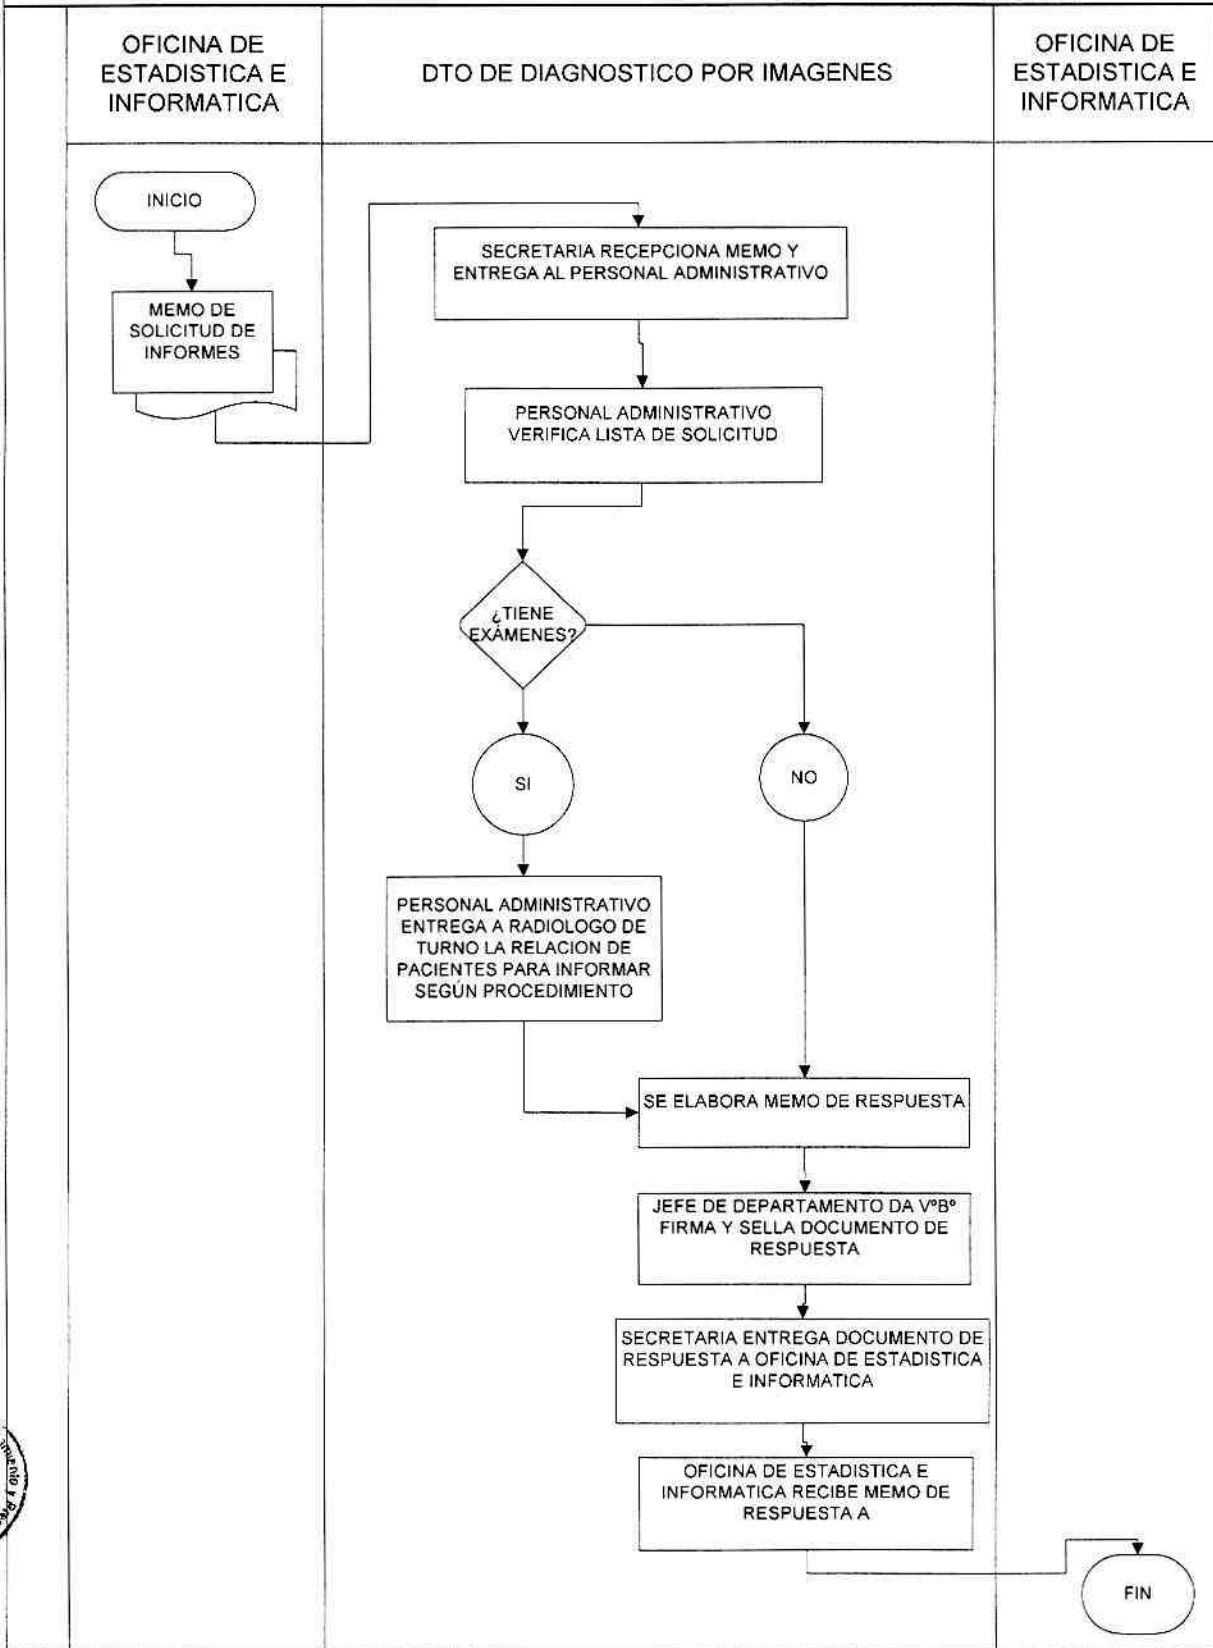 OFICINA DE
ESTADISTICA E
INFORMATICA
DTO DE DIAGNOSTICO POR IMAGENES
OFICINA DE
ESTADISTICA E
INFORMATICA
INICIO
MEMO DE
SOLICITUD DE
INFORMES
SECRETARIA RECEPCIONA MEMO Y
ENTREGA AL PERSONAL ADMINISTRATIVO
PERSONAL ADMINISTRATIVO
VERIFICA LISTA DE SOLICITUD
¿TIENE
EXÁMENES?
SI
NO
PERSONAL ADMINISTRATIVO
ENTREGA A RADIOLOGO DE
TURNO LA RELACION DE
PACIENTES PARA INFORMAR
SEGÚN PROCEDIMIENTO
SE ELABORA MEMO DE RESPUESTA
JEFE DE DEPARTAMENTO DA VºBº
FIRMA Y SELLA DOCUMENTO DE
RESPUESTA
SECRETARIA ENTREGA DOCUMENTO DE
RESPUESTA A OFICINA DE ESTADISTICA
E INFORMATICA
OFICINA DE ESTADISTICA E
INFORMATICA RECIBE MEMO DE
RESPUESTA A
FIN